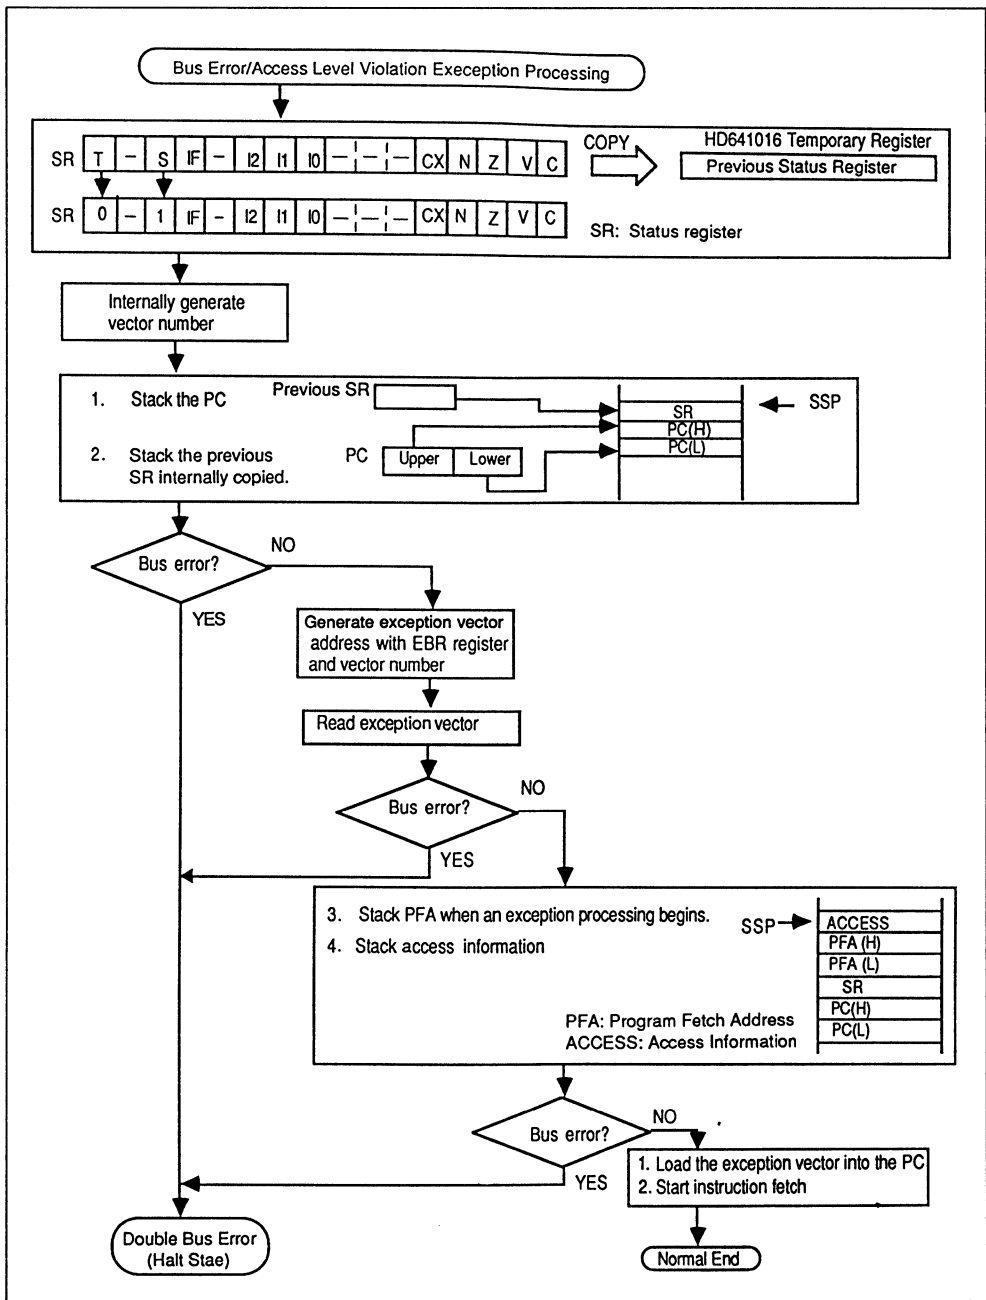 Bus Error/Access Level Violation Exeception Processing
SR T – S IF – I2 I1 I0 – – – CX N Z V C
COPY
HD641016 Temporary Register
Previous Status Register
SR 0 – 1 IF – I2 I1 I0 – – – CX N Z V C
SR: Status register
Internally generate
vector number
1. Stack the PC
2. Stack the previous
SR internally copied.
Previous SR
PC Upper Lower
SR
PC(H)
PC(L)
SSP
Bus error?
NO
YES
Generate exception vector
address with EBR register
and vector number
Read exception vector
Bus error?
NO
YES
3. Stack PFA when an exception processing begins.
4. Stack access information
SSP
ACCESS
PFA (H)
PFA (L)
SR
PC(H)
PC(L)
PFA: Program Fetch Address
ACCESS: Access Information
Bus error?
NO
YES
1. Load the exception vector into the PC
2. Start instruction fetch
Double Bus Error
(Halt Stae)
Normal End